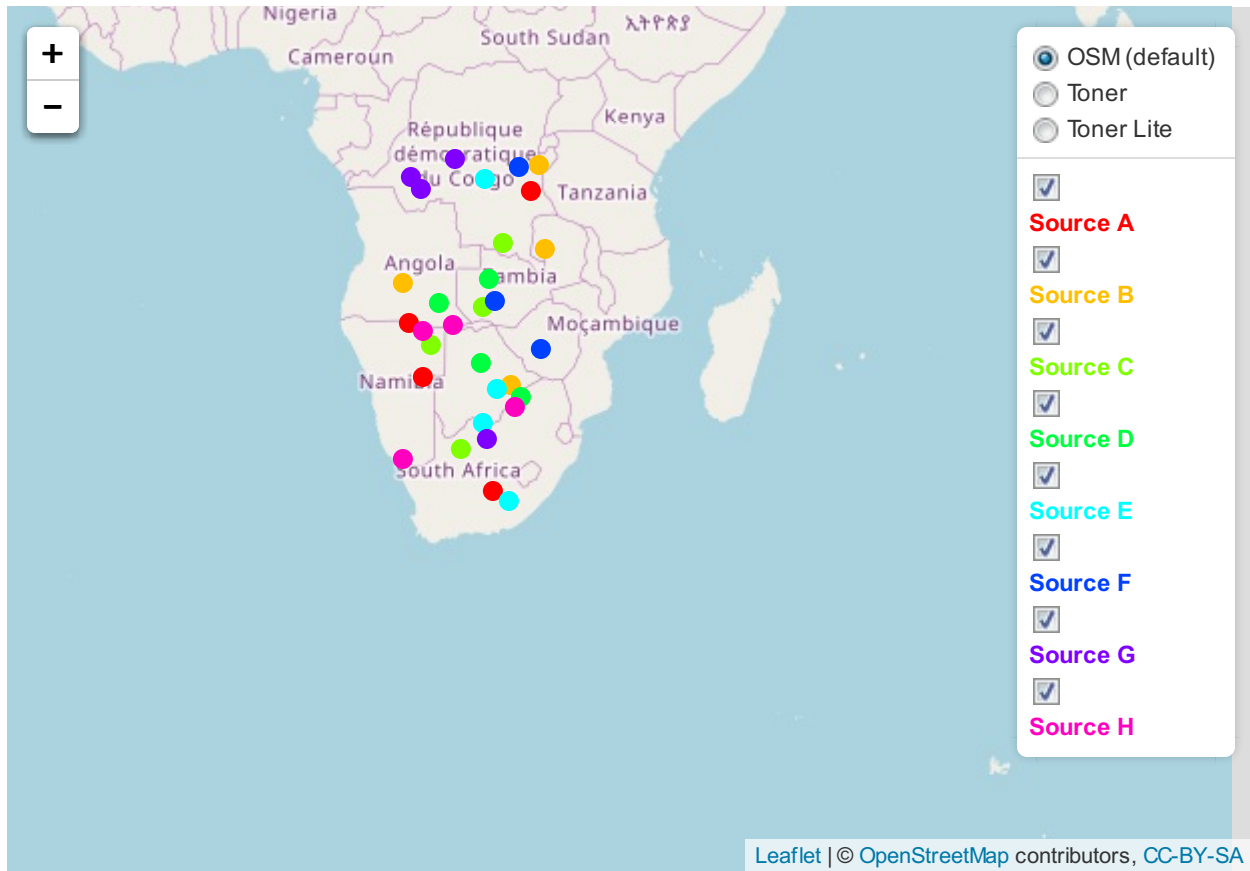 +
−
Nigeria
Cameroun
South Sudan
ኢትዮጵያ
Kenya
République
démocratique
du Congo
Tanzania
Angola
Zambia
Moçambique
Namibia
South Africa
OSM (default)
Toner
Toner Lite
Source A
Source B
Source C
Source D
Source E
Source F
Source G
Source H
Leaflet | © OpenStreetMap contributors, CC-BY-SA